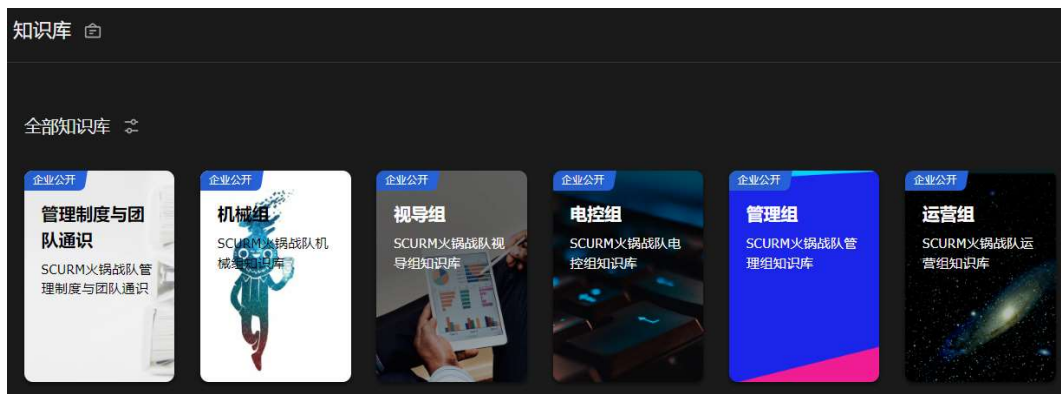 知识库
全部知识库
企业公开
管理制度与团
队通识
SCURM火锅战队管
理制度与团队通识
企业公开
机械组
SCURM火锅战队机
械组知识库
企业公开
视导组
SCURM火锅战队视
导组知识库
企业公开
电控组
SCURM火锅战队电
控组知识库
企业公开
管理组
SCURM火锅战队管
理组知识库
企业公开
运营组
SCURM火锅战队运
营组知识库